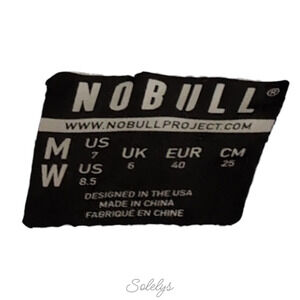 NOBULL®
WWW.NOBULLPROJECT.COM
M US 7 UK 6 EUR 40 CM 25
W US 8.5
DESIGNED IN THE USA
MADE IN CHINA
FABRIQUÉ EN CHINE
Solelys